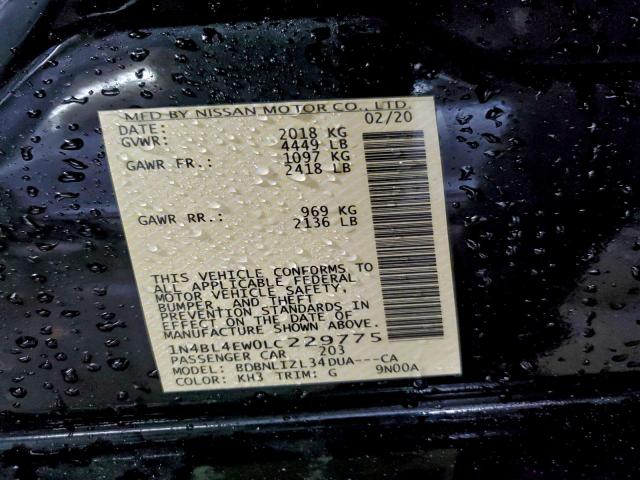 MFD BY NISSAN MOTOR CO., LTD.
DATE: 02/20
GVWR: 2018 KG
4449 LB
GAWR FR.: 1097 KG
2418 LB
GAWR RR.: 969 KG
2136 LB
THIS VEHICLE CONFORMS TO
ALL APPLICABLE FEDERAL
MOTOR VEHICLE SAFETY,
BUMPER, AND THEFT
PREVENTION STANDARDS IN
EFFECT ON THE DATE OF
MANUFACTURE SHOWN ABOVE.
1N4BL4EW0LC229775
PASSENGER CAR 203
MODEL: BDBNLIZL34DUA---CA
COLOR: KH3 TRIM: G 9N00A